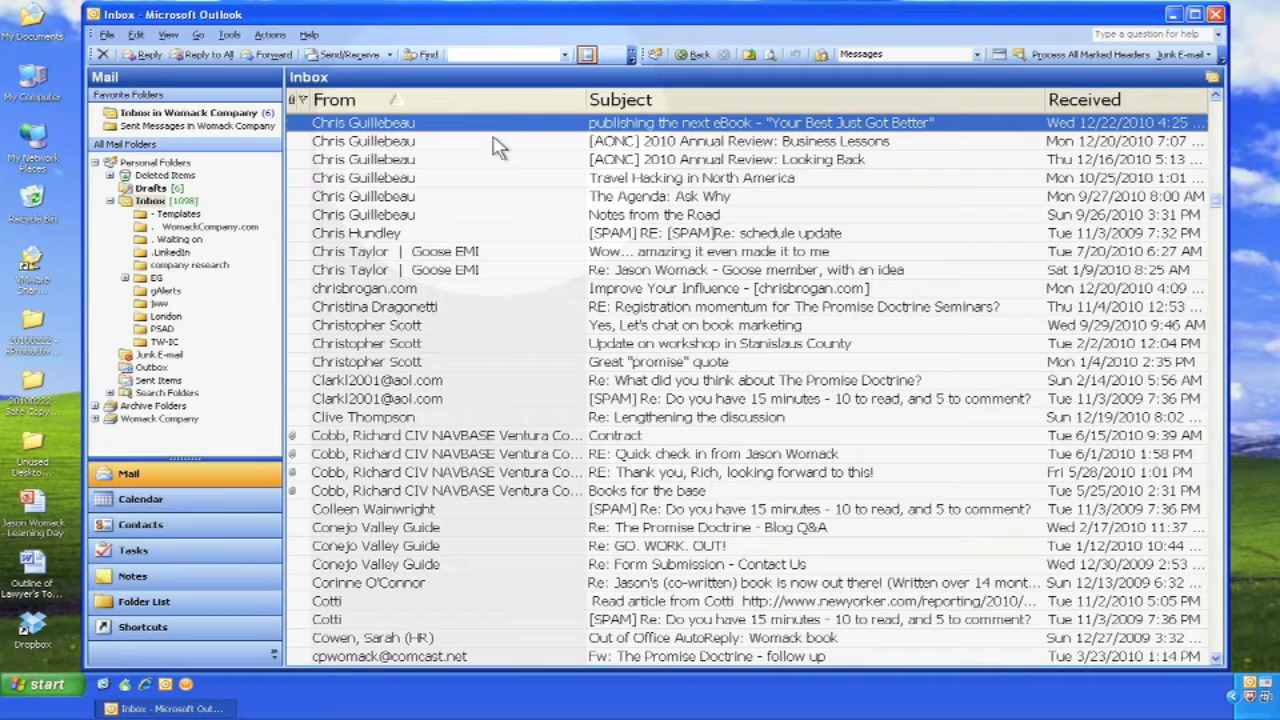 Inbox - Microsoft Outlook
File Edit View Go Tools Actions Help
Type a question for help
Reply Reply to All Forward Send/Receive Find Back Messages Process All Marked Headers Junk E-mail
Mail
Favorite Folders
Inbox in Womack Company (6)
Sent Messages in Womack Company
All Mail Folders
Personal Folders
Deleted Items
Drafts [6]
Inbox [1098]
- Templates
. WomackCompany.com
. Waiting on
.LinkedIn
company research
EG
gAlerts
jww
London
PSAD
TW-IC
Junk E-mail
Outbox
Sent Items
Search Folders
Archive Folders
Womack Company
Mail
Calendar
Contacts
Tasks
Notes
Folder List
Shortcuts
Inbox
From Subject Received
Chris Guillebeau publishing the next eBook - "Your Best Just Got Better" Wed 12/22/2010 4:25 ...
Chris Guillebeau [AONC] 2010 Annual Review: Business Lessons Mon 12/20/2010 7:07 ...
Chris Guillebeau [AONC] 2010 Annual Review: Looking Back Thu 12/16/2010 5:13 ...
Chris Guillebeau Travel Hacking in North America Mon 10/25/2010 1:01 ...
Chris Guillebeau The Agenda: Ask Why Mon 9/27/2010 8:00 AM
Chris Guillebeau Notes from the Road Sun 9/26/2010 3:31 PM
Chris Hundley [SPAM] RE: [SPAM]Re: schedule update Tue 11/3/2009 7:32 PM
Chris Taylor | Goose EMI Wow... amazing it even made it to me Tue 7/20/2010 6:27 AM
Chris Taylor | Goose EMI Re: Jason Womack - Goose member, with an idea Sat 1/9/2010 8:25 AM
chrisbrogan.com Improve Your Influence - [chrisbrogan.com] Mon 12/20/2010 4:09 ...
Christina Dragonetti RE: Registration momentum for The Promise Doctrine Seminars? Thu 11/4/2010 12:53 ...
Christopher Scott Yes, Let's chat on book marketing Wed 9/29/2010 9:46 AM
Christopher Scott Update on workshop in Stanislaus County Tue 2/2/2010 12:04 PM
Christopher Scott Great "promise" quote Mon 1/4/2010 2:35 PM
Clarkl2001@aol.com Re: What did you think about The Promise Doctrine? Sun 2/14/2010 5:56 AM
Clarkl2001@aol.com [SPAM] Re: Do you have 15 minutes - 10 to read, and 5 to comment? Tue 11/3/2009 7:36 PM
Clive Thompson Re: Lengthening the discussion Sun 12/19/2010 8:02 ...
Cobb, Richard CIV NAVBASE Ventura Co... Contract Tue 6/15/2010 9:39 AM
Cobb, Richard CIV NAVBASE Ventura Co... RE: Quick check in from Jason Womack Tue 6/1/2010 1:58 PM
Cobb, Richard CIV NAVBASE Ventura Co... RE: Thank you, Rich, looking forward to this! Fri 5/28/2010 1:01 PM
Cobb, Richard CIV NAVBASE Ventura Co... Books for the base Tue 5/25/2010 2:31 PM
Colleen Wainwright [SPAM] Re: Do you have 15 minutes - 10 to read, and 5 to comment? Tue 11/3/2009 7:36 PM
Conejo Valley Guide Re: The Promise Doctrine - Blog Q&A Wed 2/17/2010 11:37 ...
Conejo Valley Guide Re: GO. WORK. OUT! Tue 1/12/2010 10:44 ...
Conejo Valley Guide Re: Form Submission - Contact Us Wed 12/30/2009 2:53 ...
Corinne O'Connor Re: Jason's (co-written) book is now out there! (Written over 14 mont... Sun 12/13/2009 6:32 ...
Cotti Read article from Cotti http://www.newyorker.com/reporting/2010/... Tue 11/2/2010 5:05 PM
Cotti [SPAM] Re: Do you have 15 minutes - 10 to read, and 5 to comment? Tue 11/3/2009 7:36 PM
Cowen, Sarah (HR) Out of Office AutoReply: Womack book Sun 12/27/2009 3:32 ...
cpwomack@comcast.net Fw: The Promise Doctrine - follow up Tue 3/23/2010 1:14 PM
My Documents
My Computer
My Network
Places
Recycle Bin
VMware
Shar...
20100222 -
Safe Copy...
Unused
Deskto...
Jason Womack
- Learning Day
Outline of
Lawyer's To...
Dropbox
start
Inbox - Microsoft Out...